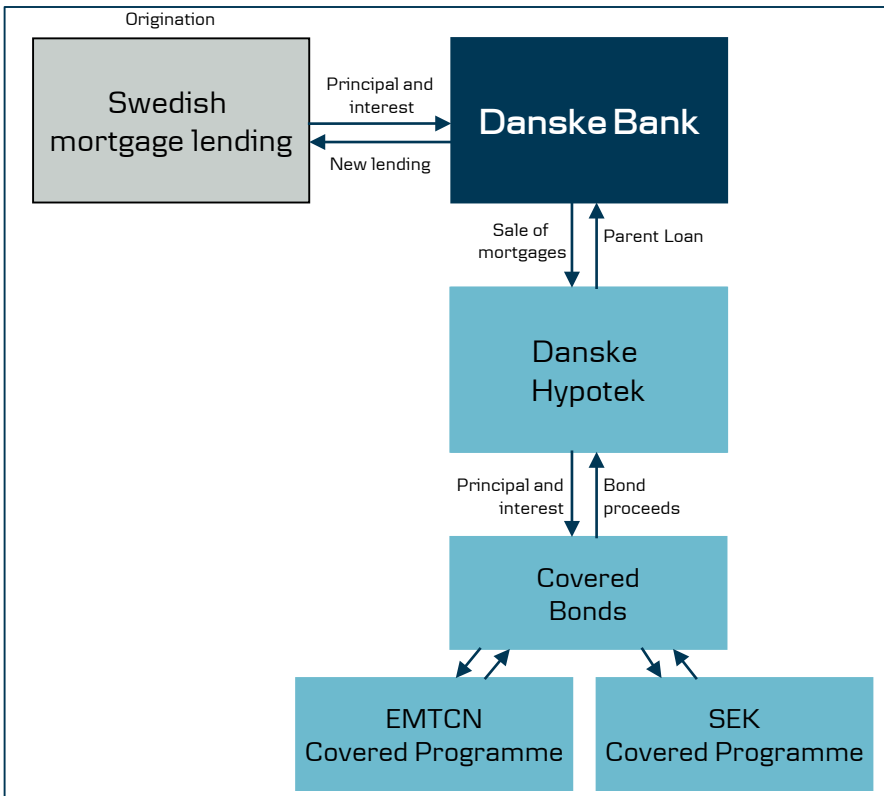 Origination
Swedish
mortgage lending
Principal and
interest
New lending
Danske Bank
Sale of
mortgages
Parent Loan
Danske
Hypotek
Principal and
interest
Bond
proceeds
Covered
Bonds
EMTCN
Covered Programme
SEK
Covered Programme